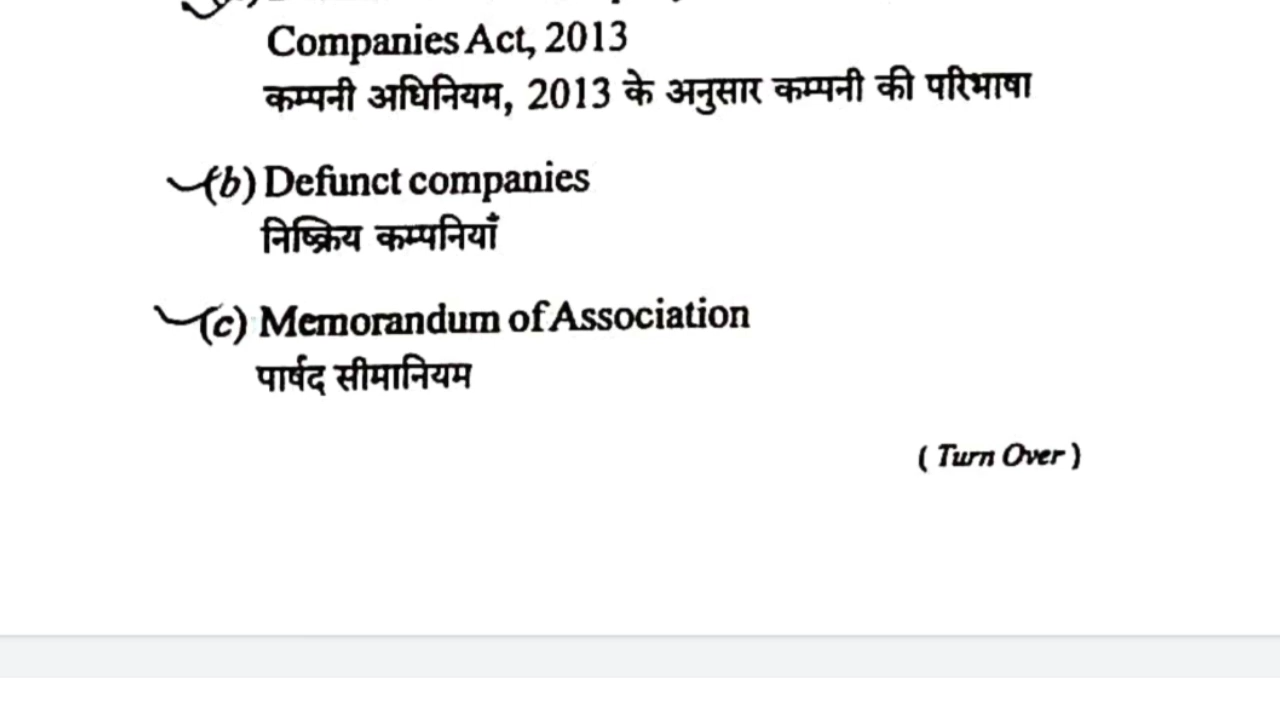 Companies Act, 2013
कम्पनी अधिनियम, 2013 के अनुसार कम्पनी की परिभाषा
(b) Defunct companies
निष्क्रिय कम्पनियाँ
(c) Memorandum of Association
पार्षद सीमानियम
( Turn Over )